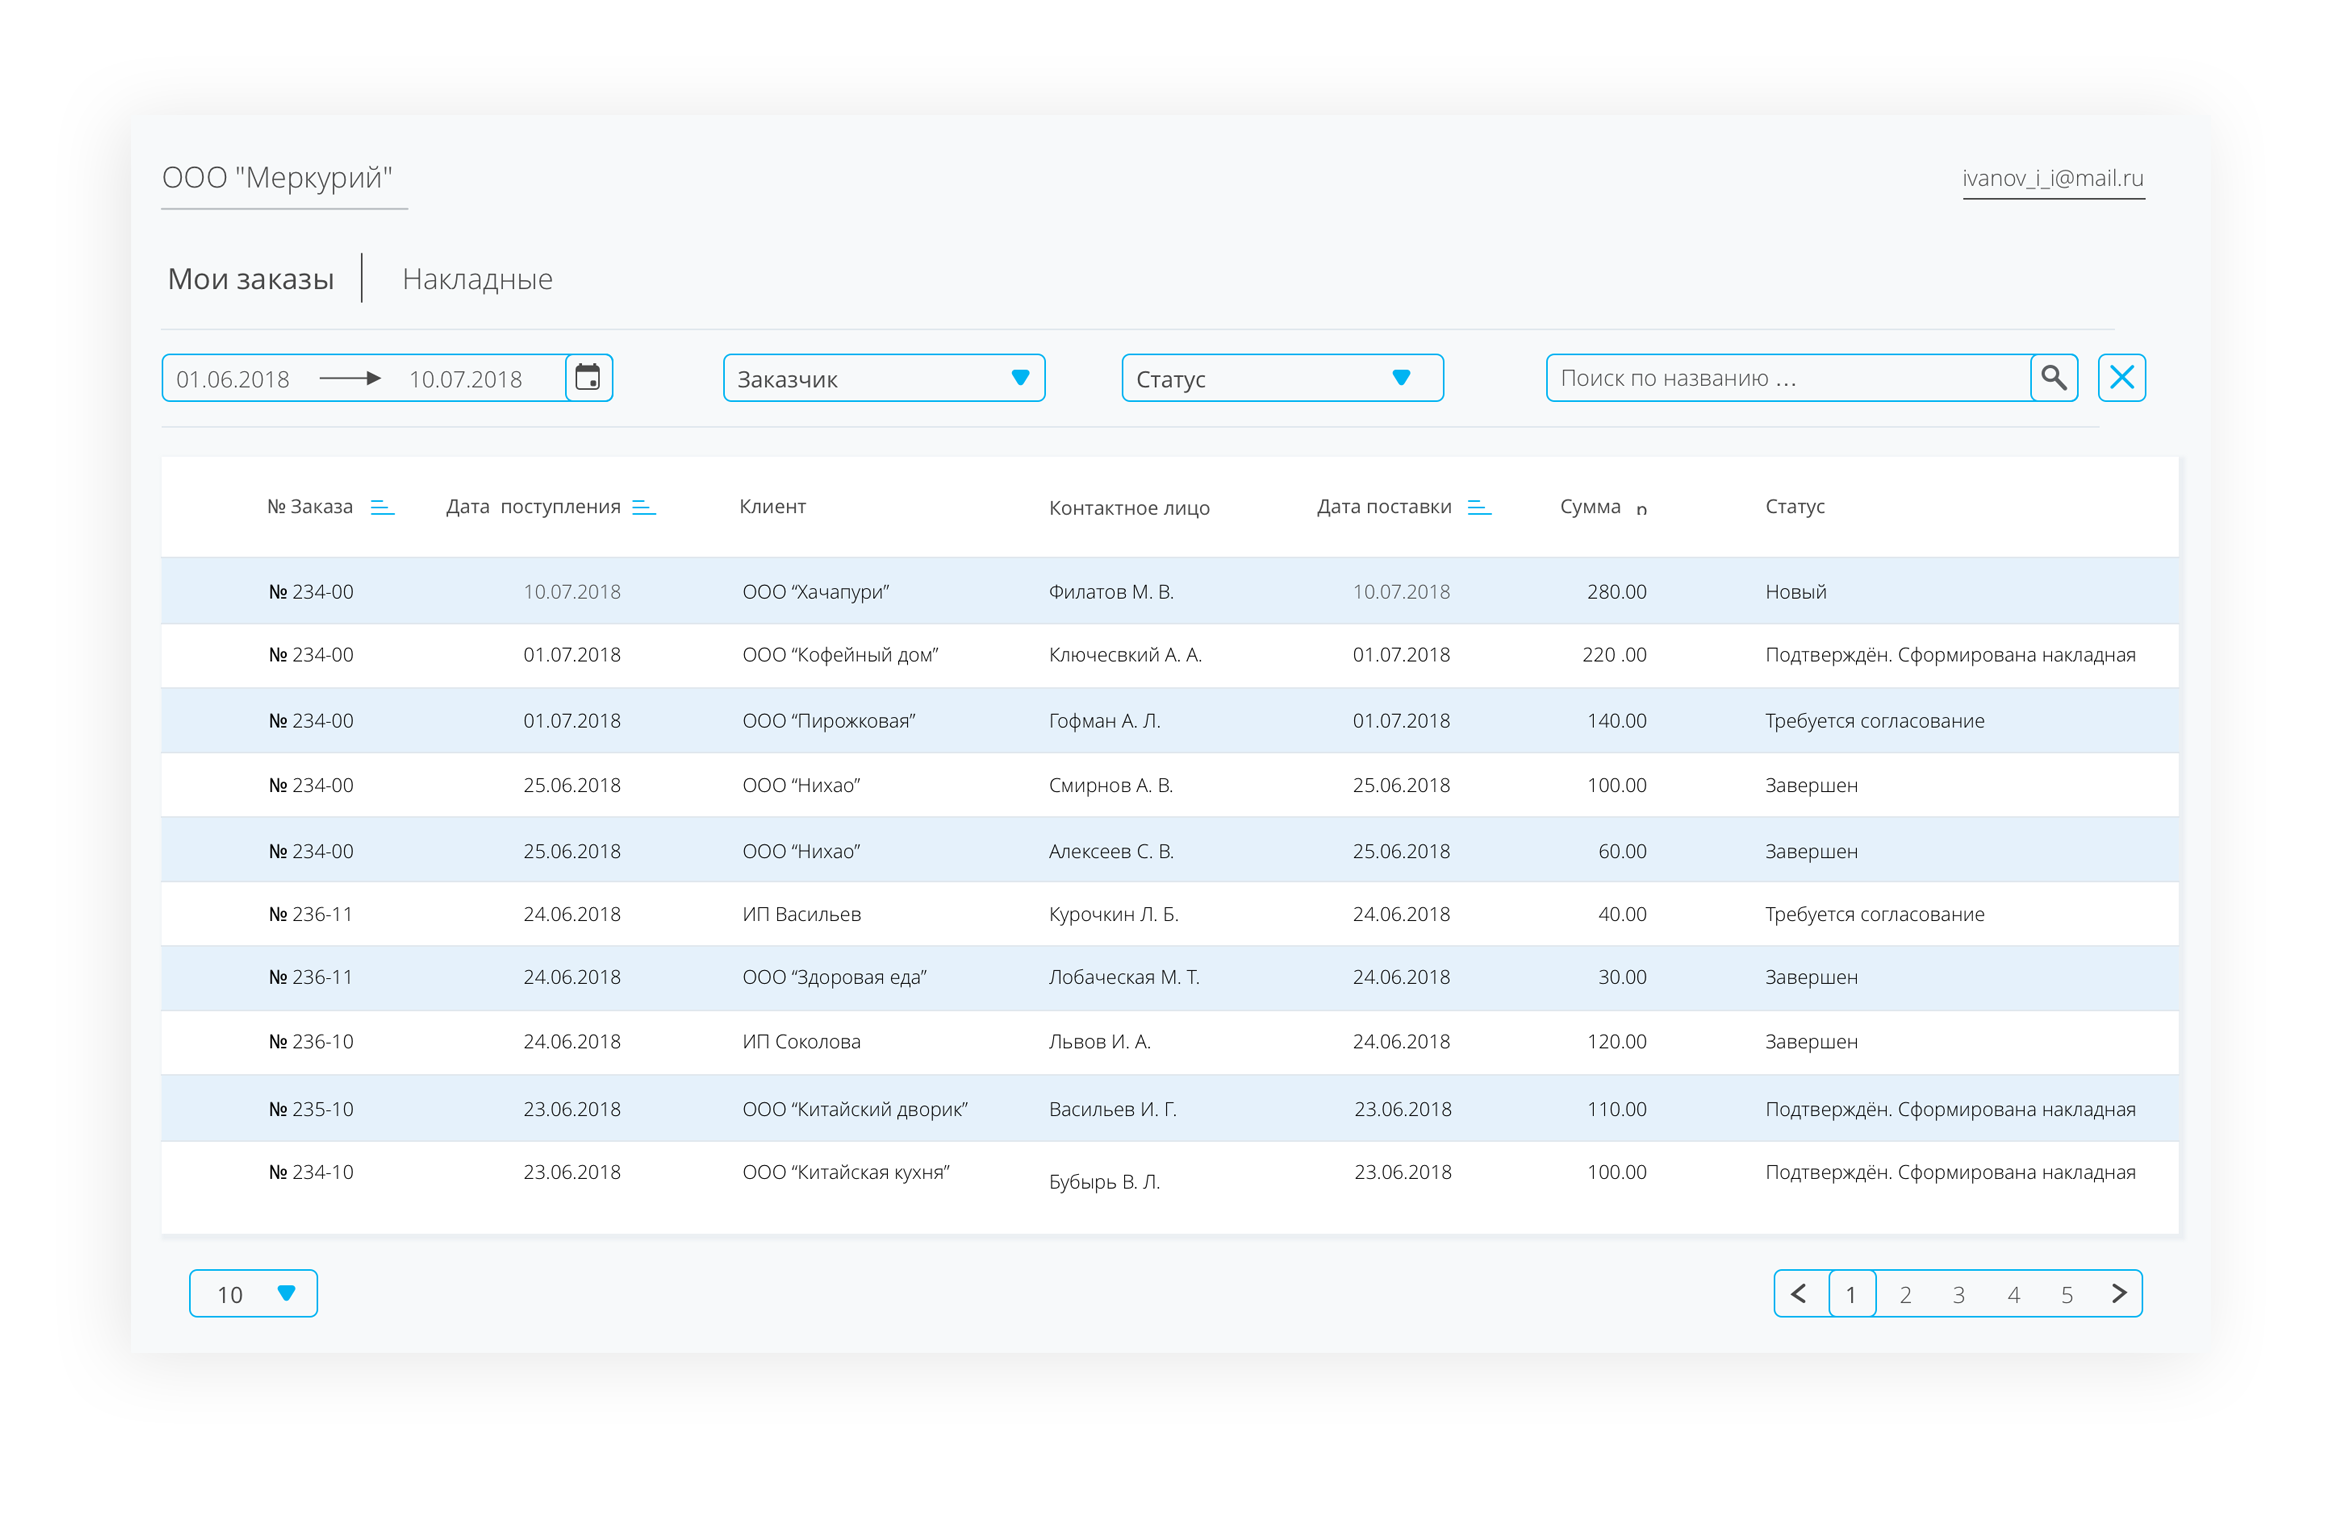 ООО "Меркурий"
ivanov_i_i@mail.ru
Мои заказы
Накладные
01.06.2018 10.07.2018
Заказчик
Статус
Поиск по названию ...
№ Заказа Дата поступления Клиент Контактное лицо Дата поставки Сумма р Статус
№ 234-00 10.07.2018 ООО “Хачапури” Филатов М. В. 10.07.2018 280.00 Новый
№ 234-00 01.07.2018 ООО “Кофейный дом” Ключесвкий А. А. 01.07.2018 220 .00 Подтверждён. Сформирована накладная
№ 234-00 01.07.2018 ООО “Пирожковая” Гофман А. Л. 01.07.2018 140.00 Требуется согласование
№ 234-00 25.06.2018 ООО “Нихао” Смирнов А. В. 25.06.2018 100.00 Завершен
№ 234-00 25.06.2018 ООО “Нихао” Алексеев С. В. 25.06.2018 60.00 Завершен
№ 236-11 24.06.2018 ИП Васильев Курочкин Л. Б. 24.06.2018 40.00 Требуется согласование
№ 236-11 24.06.2018 ООО “Здоровая еда” Лобаческая М. Т. 24.06.2018 30.00 Завершен
№ 236-10 24.06.2018 ИП Соколова Львов И. А. 24.06.2018 120.00 Завершен
№ 235-10 23.06.2018 ООО “Китайский дворик” Васильев И. Г. 23.06.2018 110.00 Подтверждён. Сформирована накладная
№ 234-10 23.06.2018 ООО “Китайская кухня” Бубырь В. Л. 23.06.2018 100.00 Подтверждён. Сформирована накладная
10
1 2 3 4 5